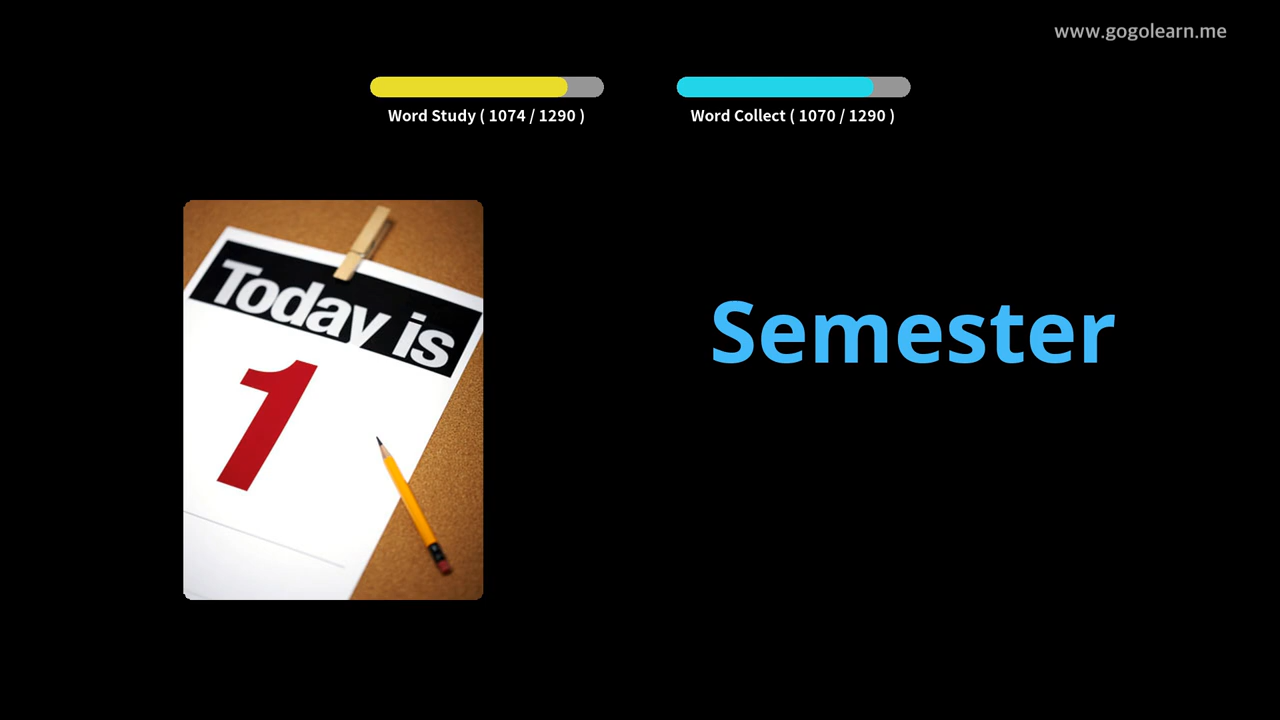 www.gogolearn.me
Word Study ( 1074 / 1290 )
Word Collect ( 1070 / 1290 )
Today is
1
Semester